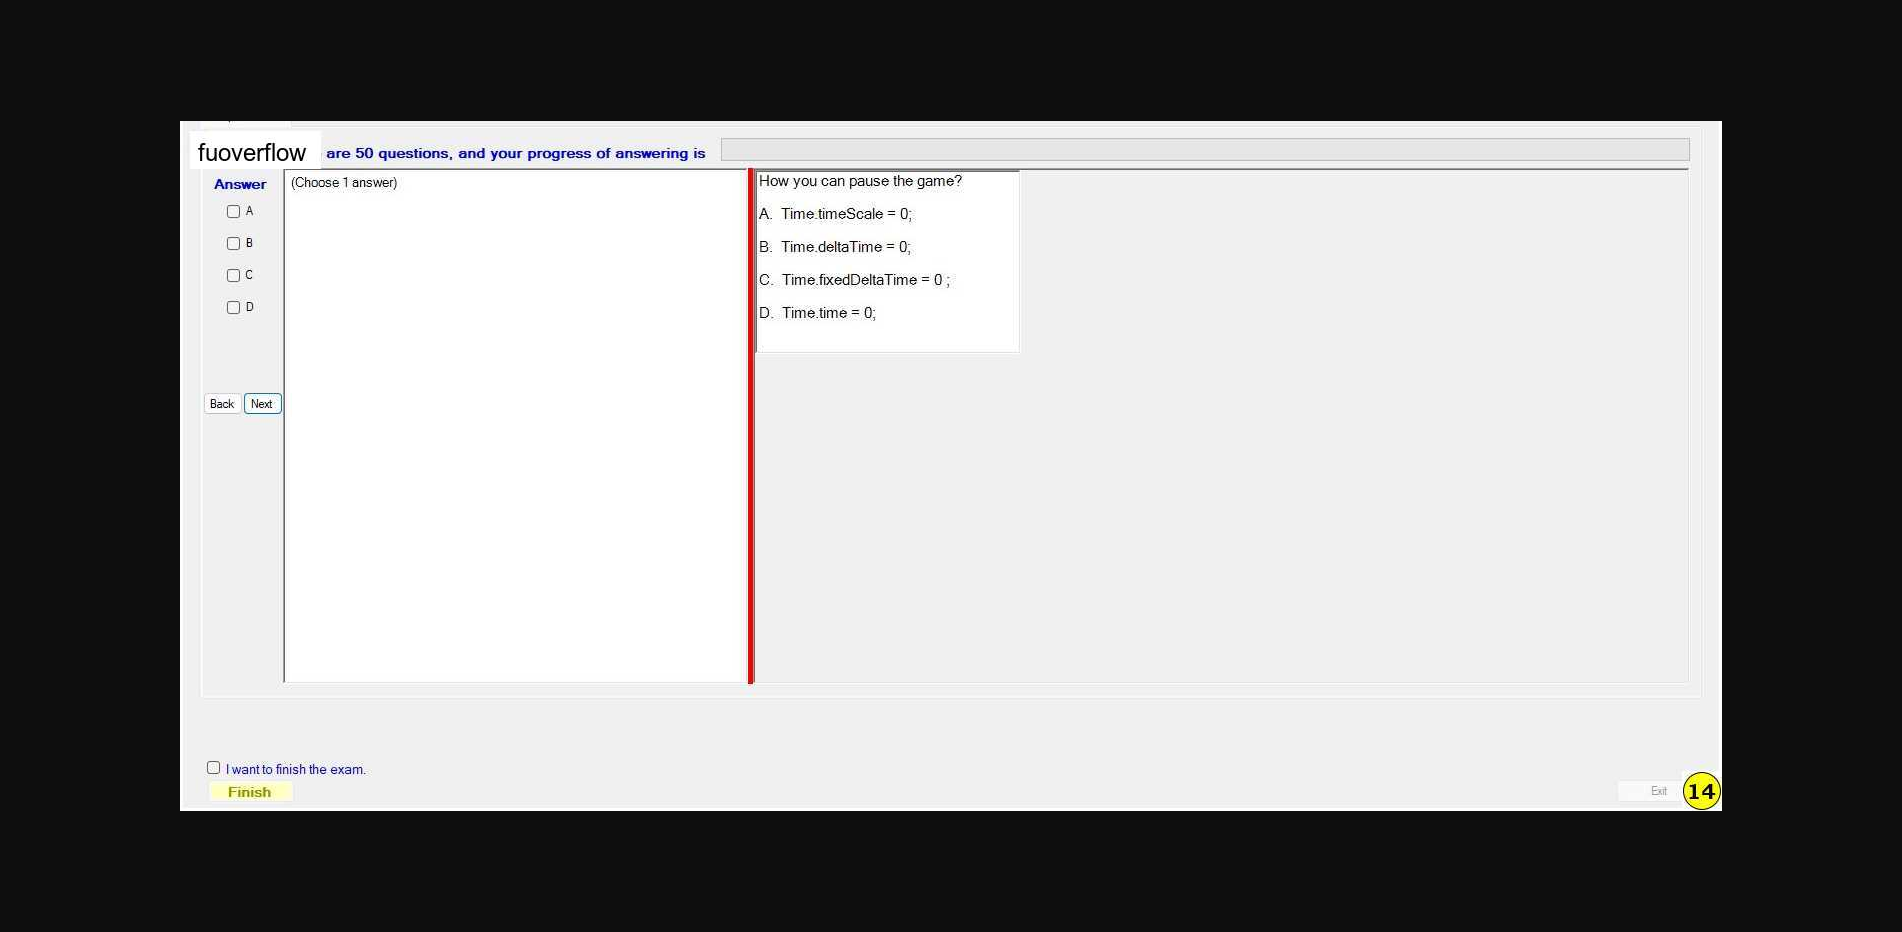 fuoverflow are 50 questions, and your progress of answering is
Answer
(Choose 1 answer)
A
B
C
D
Back Next
How you can pause the game?
A. Time.timeScale = 0;
B. Time.deltaTime = 0;
C. Time.fixedDeltaTime = 0 ;
D. Time.time = 0;
I want to finish the exam.
Finish
Exit
14